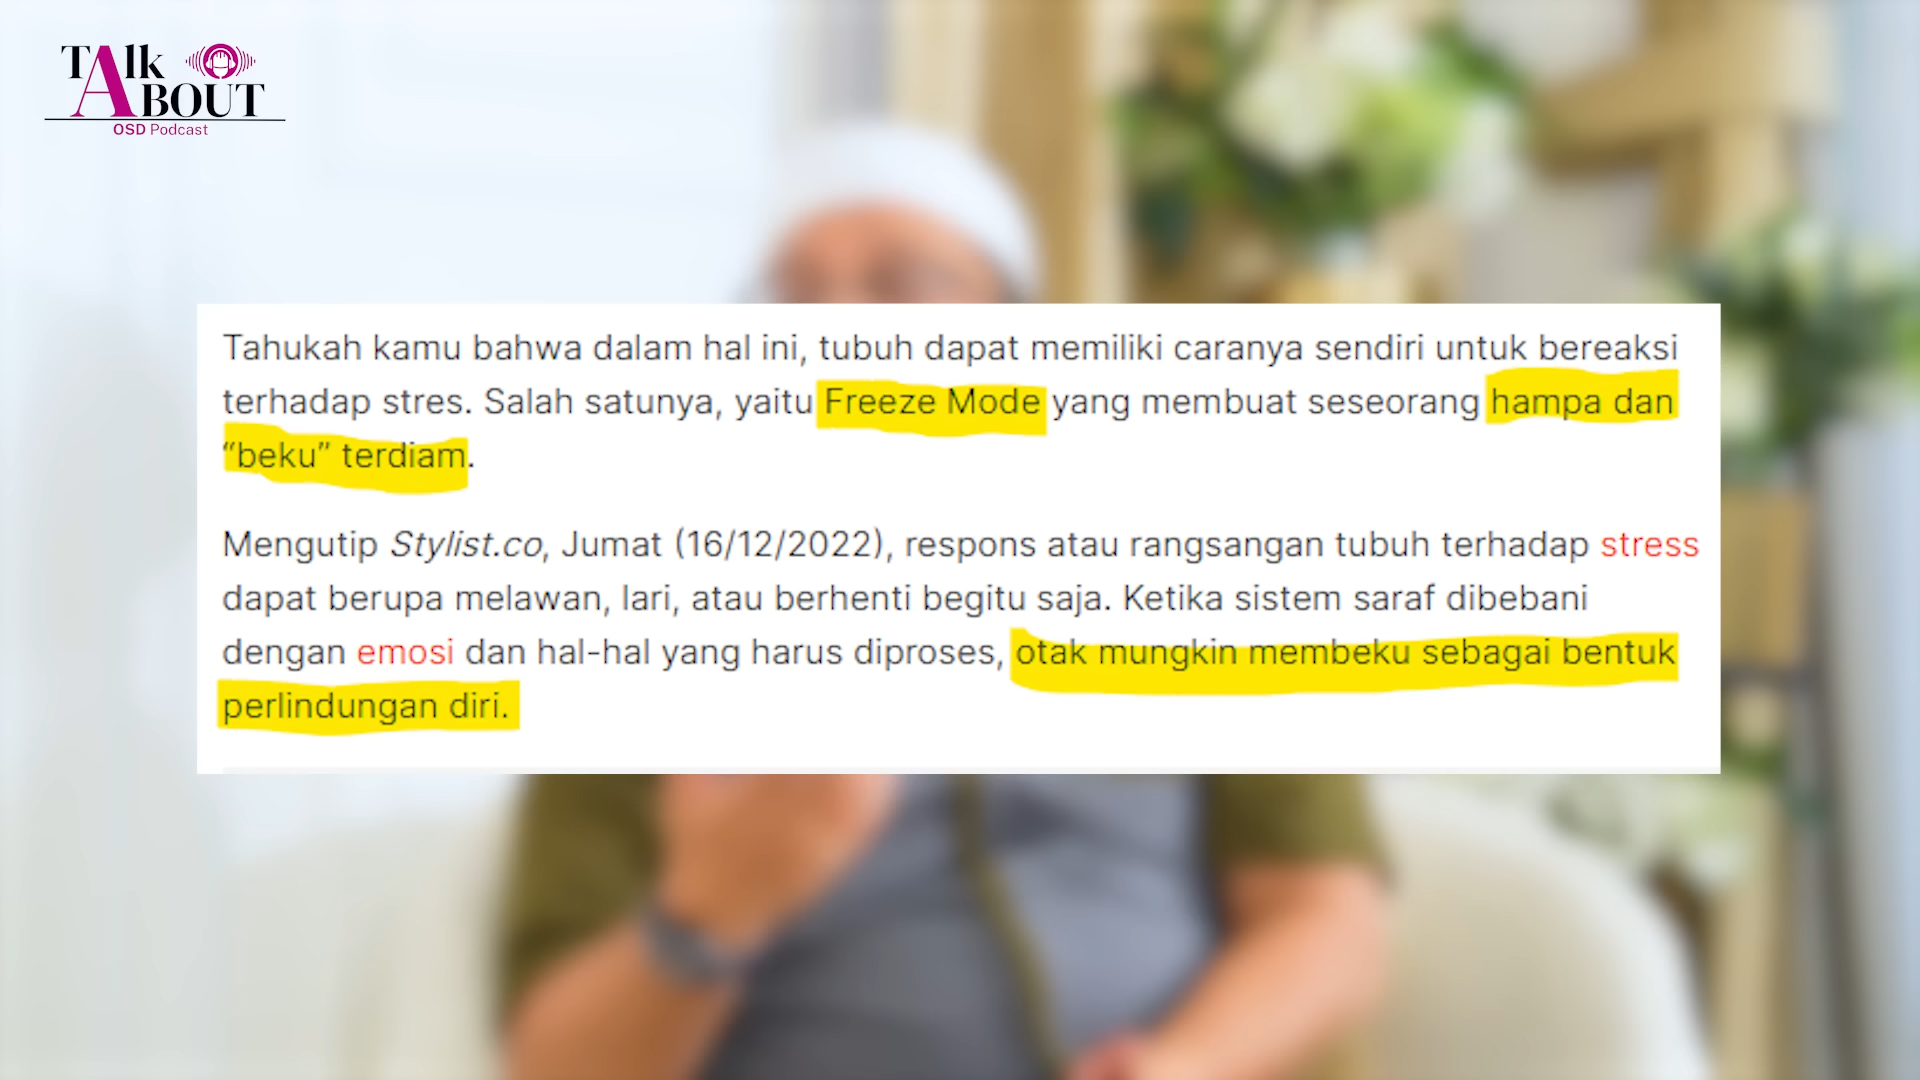 TAlk
ABOUT
OSD Podcast
Tahukah kamu bahwa dalam hal ini, tubuh dapat memiliki caranya sendiri untuk bereaksi
terhadap stres. Salah satunya, yaitu Freeze Mode yang membuat seseorang hampa dan
“beku” terdiam.
Mengutip Stylist.co, Jumat (16/12/2022), respons atau rangsangan tubuh terhadap stress
dapat berupa melawan, lari, atau berhenti begitu saja. Ketika sistem saraf dibebani
dengan emosi dan hal-hal yang harus diproses, otak mungkin membeku sebagai bentuk
perlindungan diri.